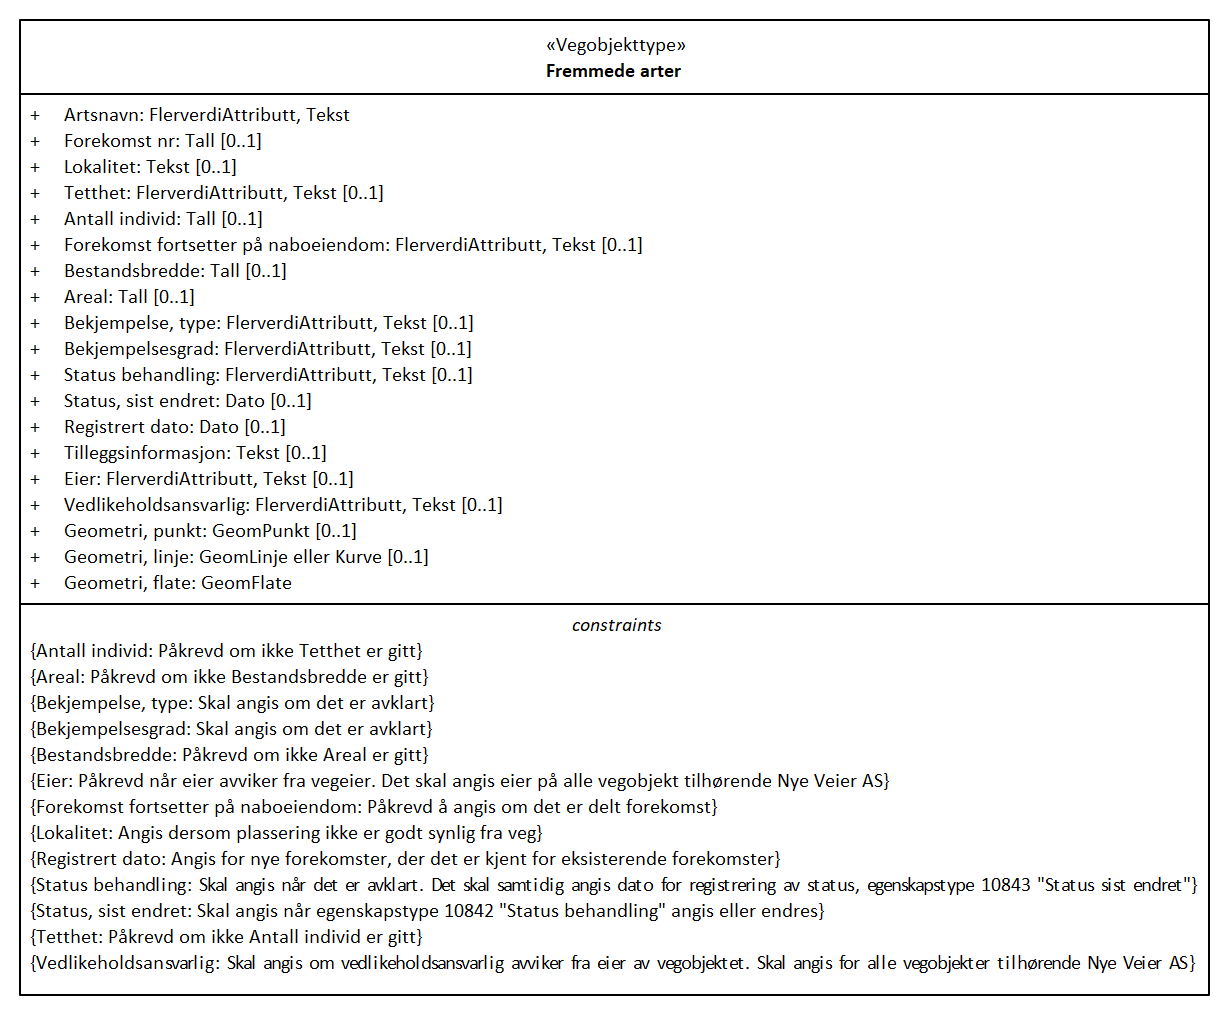 «Vegobjekttype»
Fremmede arter
+ Artsnavn: FlerverdiAttributt, Tekst
+ Forekomst nr: Tall [0..1]
+ Lokalitet: Tekst [0..1]
+ Tetthet: FlerverdiAttributt, Tekst [0..1]
+ Antall individ: Tall [0..1]
+ Forekomst fortsetter på naboeiendom: FlerverdiAttributt, Tekst [0..1]
+ Bestandsbredde: Tall [0..1]
+ Areal: Tall [0..1]
+ Bekjempelse, type: FlerverdiAttributt, Tekst [0..1]
+ Bekjempelsesgrad: FlerverdiAttributt, Tekst [0..1]
+ Status behandling: FlerverdiAttributt, Tekst [0..1]
+ Status, sist endret: Dato [0..1]
+ Registrert dato: Dato [0..1]
+ Tilleggsinformasjon: Tekst [0..1]
+ Eier: FlerverdiAttributt, Tekst [0..1]
+ Vedlikeholdsansvarlig: FlerverdiAttributt, Tekst [0..1]
+ Geometri, punkt: GeomPunkt [0..1]
+ Geometri, linje: GeomLinje eller Kurve [0..1]
+ Geometri, flate: GeomFlate
constraints
{Antall individ: Påkrevd om ikke Tetthet er gitt}
{Areal: Påkrevd om ikke Bestandsbredde er gitt}
{Bekjempelse, type: Skal angis om det er avklart}
{Bekjempelsesgrad: Skal angis om det er avklart}
{Bestandsbredde: Påkrevd om ikke Areal er gitt}
{Eier: Påkrevd når eier avviker fra vegeier. Det skal angis eier på alle vegobjekt tilhørende Nye Veier AS}
{Forekomst fortsetter på naboeiendom: Påkrevd å angis om det er delt forekomst}
{Lokalitet: Angis dersom plassering ikke er godt synlig fra veg}
{Registrert dato: Angis for nye forekomster, der det er kjent for eksisterende forekomster}
{Status behandling: Skal angis når det er avklart. Det skal samtidig angis dato for registrering av status, egenskapstype 10843 "Status sist endret"}
{Status, sist endret: Skal angis når egenskapstype 10842 "Status behandling" angis eller endres}
{Tetthet: Påkrevd om ikke Antall individ er gitt}
{Vedlikeholdsansvarlig: Skal angis om vedlikeholdsansvarlig avviker fra eier av vegobjektet. Skal angis for alle vegobjekter tilhørende Nye Veier AS}